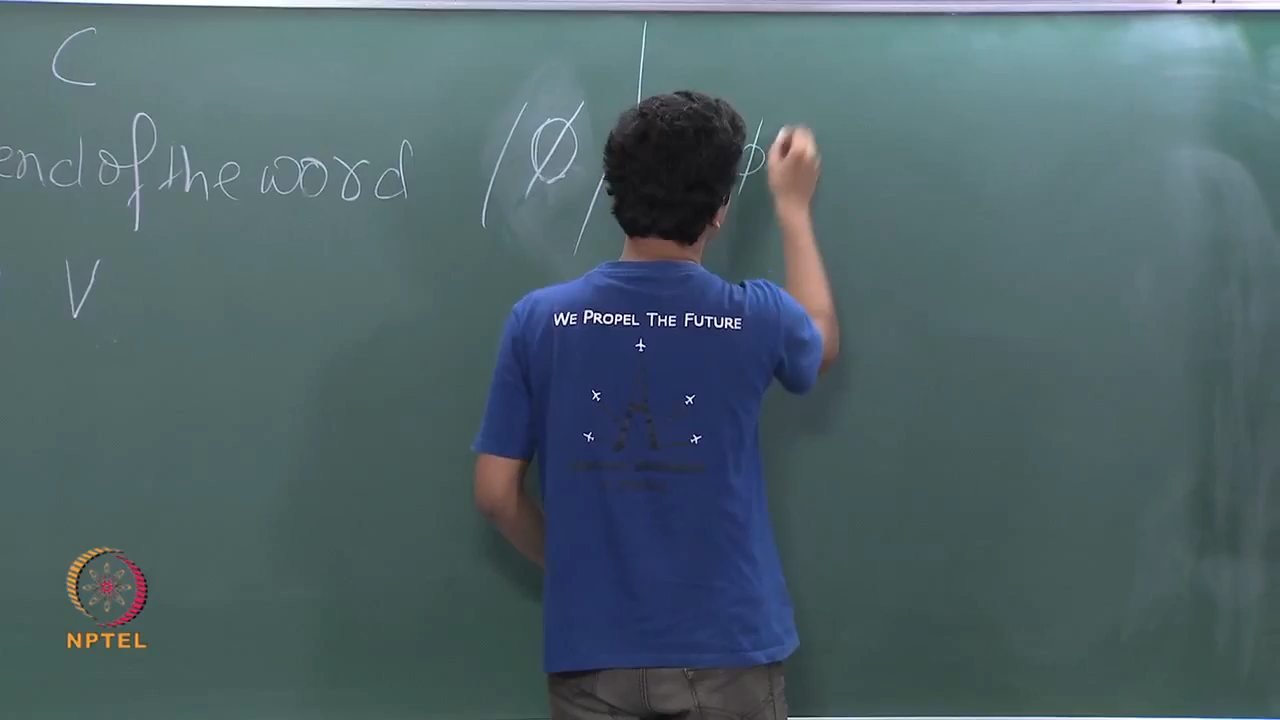 C
end of the word /Ø/ φ
V
WE PROPEL THE FUTURE
NPTEL